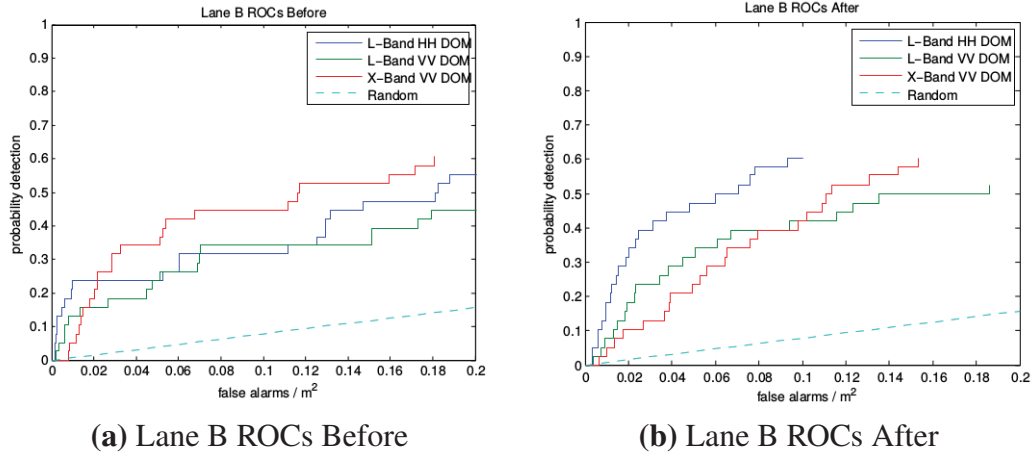 Lane B ROCs Before
L-Band HH DOM
L-Band VV DOM
X-Band VV DOM
Random
probability detection
1
0.9
0.8
0.7
0.6
0.5
0.4
0.3
0.2
0.1
0
0 0.02 0.04 0.06 0.08 0.1 0.12 0.14 0.16 0.18 0.2
false alarms / m²
(a) Lane B ROCs Before
Lane B ROCs After
L-Band HH DOM
L-Band VV DOM
X-Band VV DOM
Random
probability detection
1
0.9
0.8
0.7
0.6
0.5
0.4
0.3
0.2
0.1
0
0 0.02 0.04 0.06 0.08 0.1 0.12 0.14 0.16 0.18 0.2
false alarms / m²
(b) Lane B ROCs After